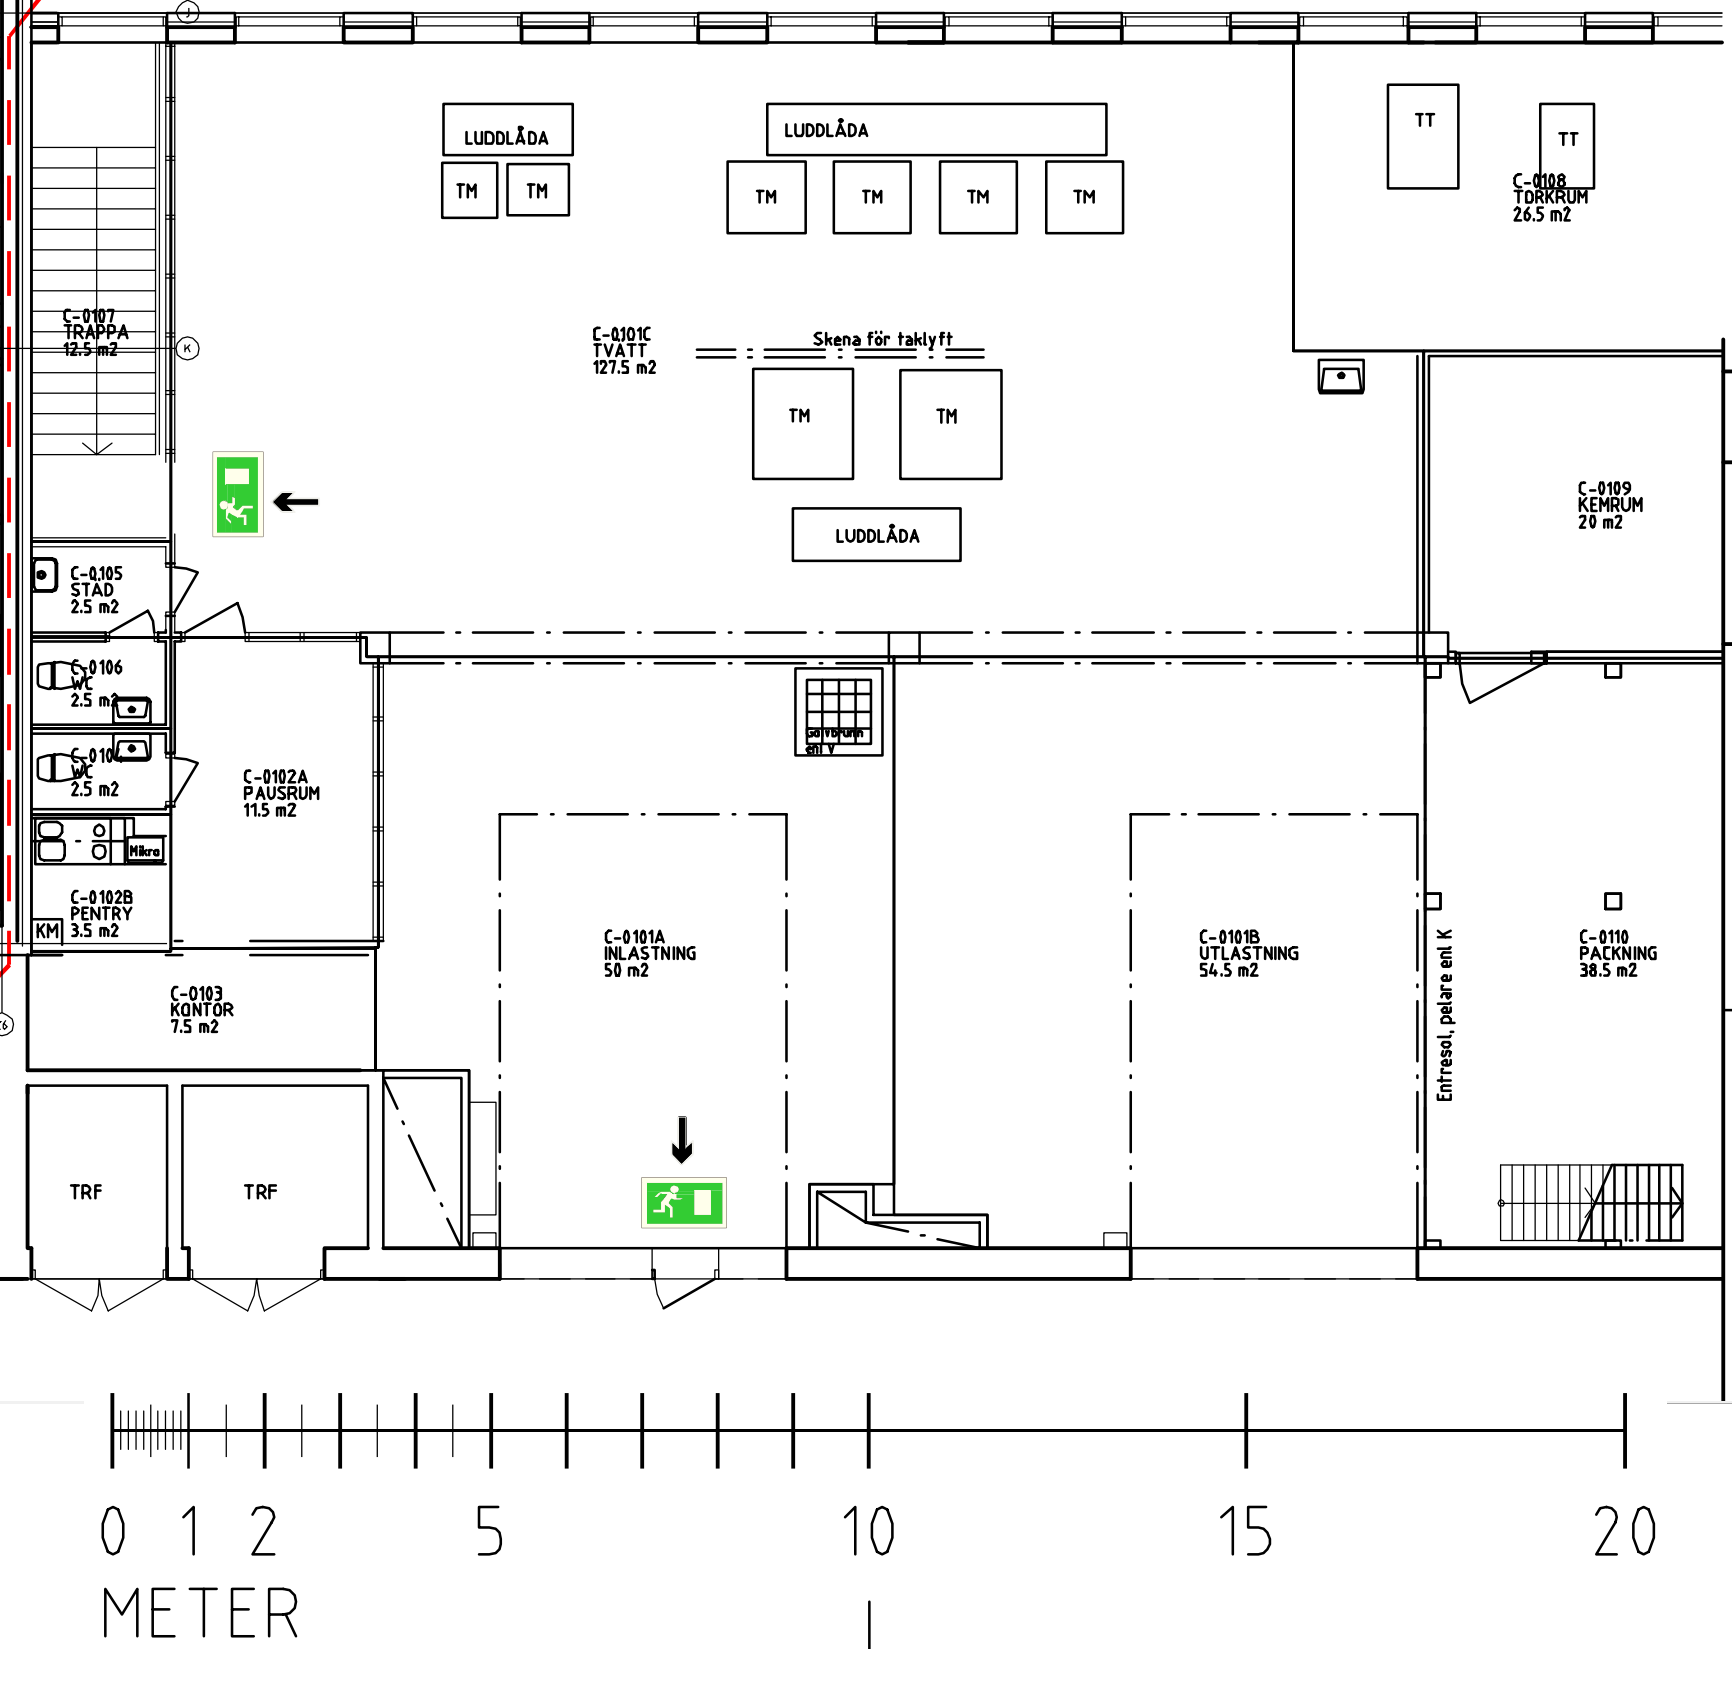 J
LUDDLÅDA
LUDDLÅDA
TT
TT
TM
TM
TM
TM
TM
TM
C-0108
TORKRUM
26.5 m2
C-0107
TRAPPA
12.5 m2
K
C-0101C
TVÄTT
127.5 m2
Skena för taklyft
TM
TM
C-0109
KEMRUM
20 m2
LUDDLÅDA
C-0105
STÄD
2.5 m2
C-0106
WC
2.5 m2
Golvbrunn
enl V
WC
2.5 m2
C-0102A
PAUSRUM
11.5 m2
Mikro
C-0102B
PENTRY
3.5 m2
KM
C-0101A
INLASTNING
50 m2
C-0101B
UTLASTNING
54.5 m2
Entresol, pelare enl K
C-0110
PACKNING
38.5 m2
C-0103
KONTOR
7.5 m2
TRF
TRF
0 1 2 5 10 15 20
METER